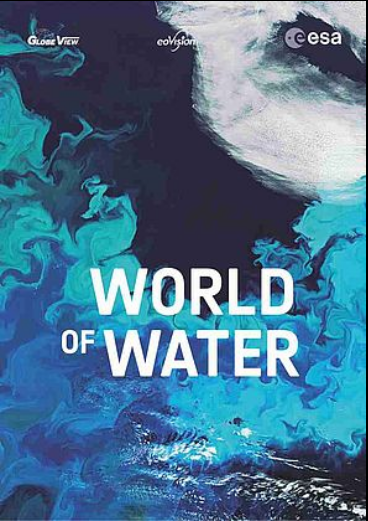 GLOBE VIEW
eoVision
esa
WORLD
OF WATER